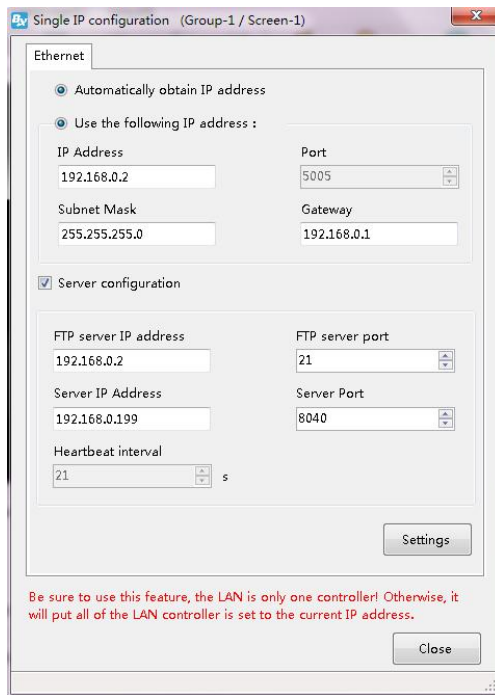 BX Single IP configuration (Group-1 / Screen-1)
Ethernet
Automatically obtain IP address
Use the following IP address :
IP Address Port
192.168.0.2 5005
Subnet Mask Gateway
255.255.255.0 192.168.0.1
Server configuration
FTP server IP address FTP server port
192.168.0.2 21
Server IP Address Server Port
192.168.0.199 8040
Heartbeat interval
21 s
Settings
Be sure to use this feature, the LAN is only one controller! Otherwise, it
will put all of the LAN controller is set to the current IP address.
Close